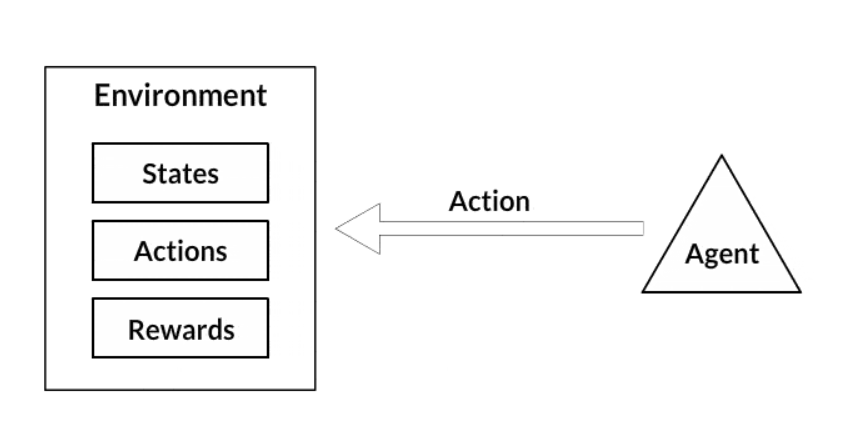 Environment
States
Actions
Rewards
Action
Agent